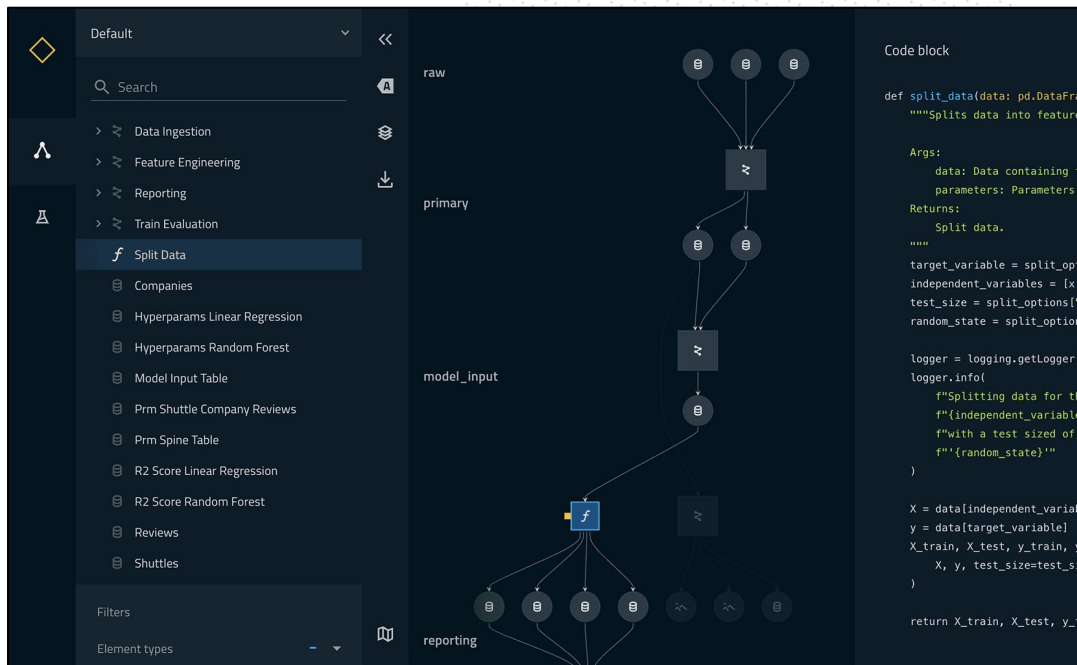 Default
Search
Data Ingestion
Feature Engineering
Reporting
Train Evaluation
f Split Data
Companies
Hyperparams Linear Regression
Hyperparams Random Forest
Model Input Table
Prm Shuttle Company Reviews
Prm Spine Table
R2 Score Linear Regression
R2 Score Random Forest
Reviews
Shuttles
Filters
Element types
A
raw
primary
model_input
f
reporting
Code block
def split_data(data: pd.DataFra
"""Splits data into feature
Args:
data: Data containing
parameters: Parameters
Returns:
Split data.
"""
target_variable = split_opt
independent_variables = [x
test_size = split_options["
random_state = split_option
logger = logging.getLogger
logger.info(
f"Splitting data for th
f"{independent_variable
f"with a test sized of
f"'{random_state}'"
)
X = data[independent_variab
y = data[target_variable]
X_train, X_test, y_train, y
X, y, test_size=test_si
)
return X_train, X_test, y_t